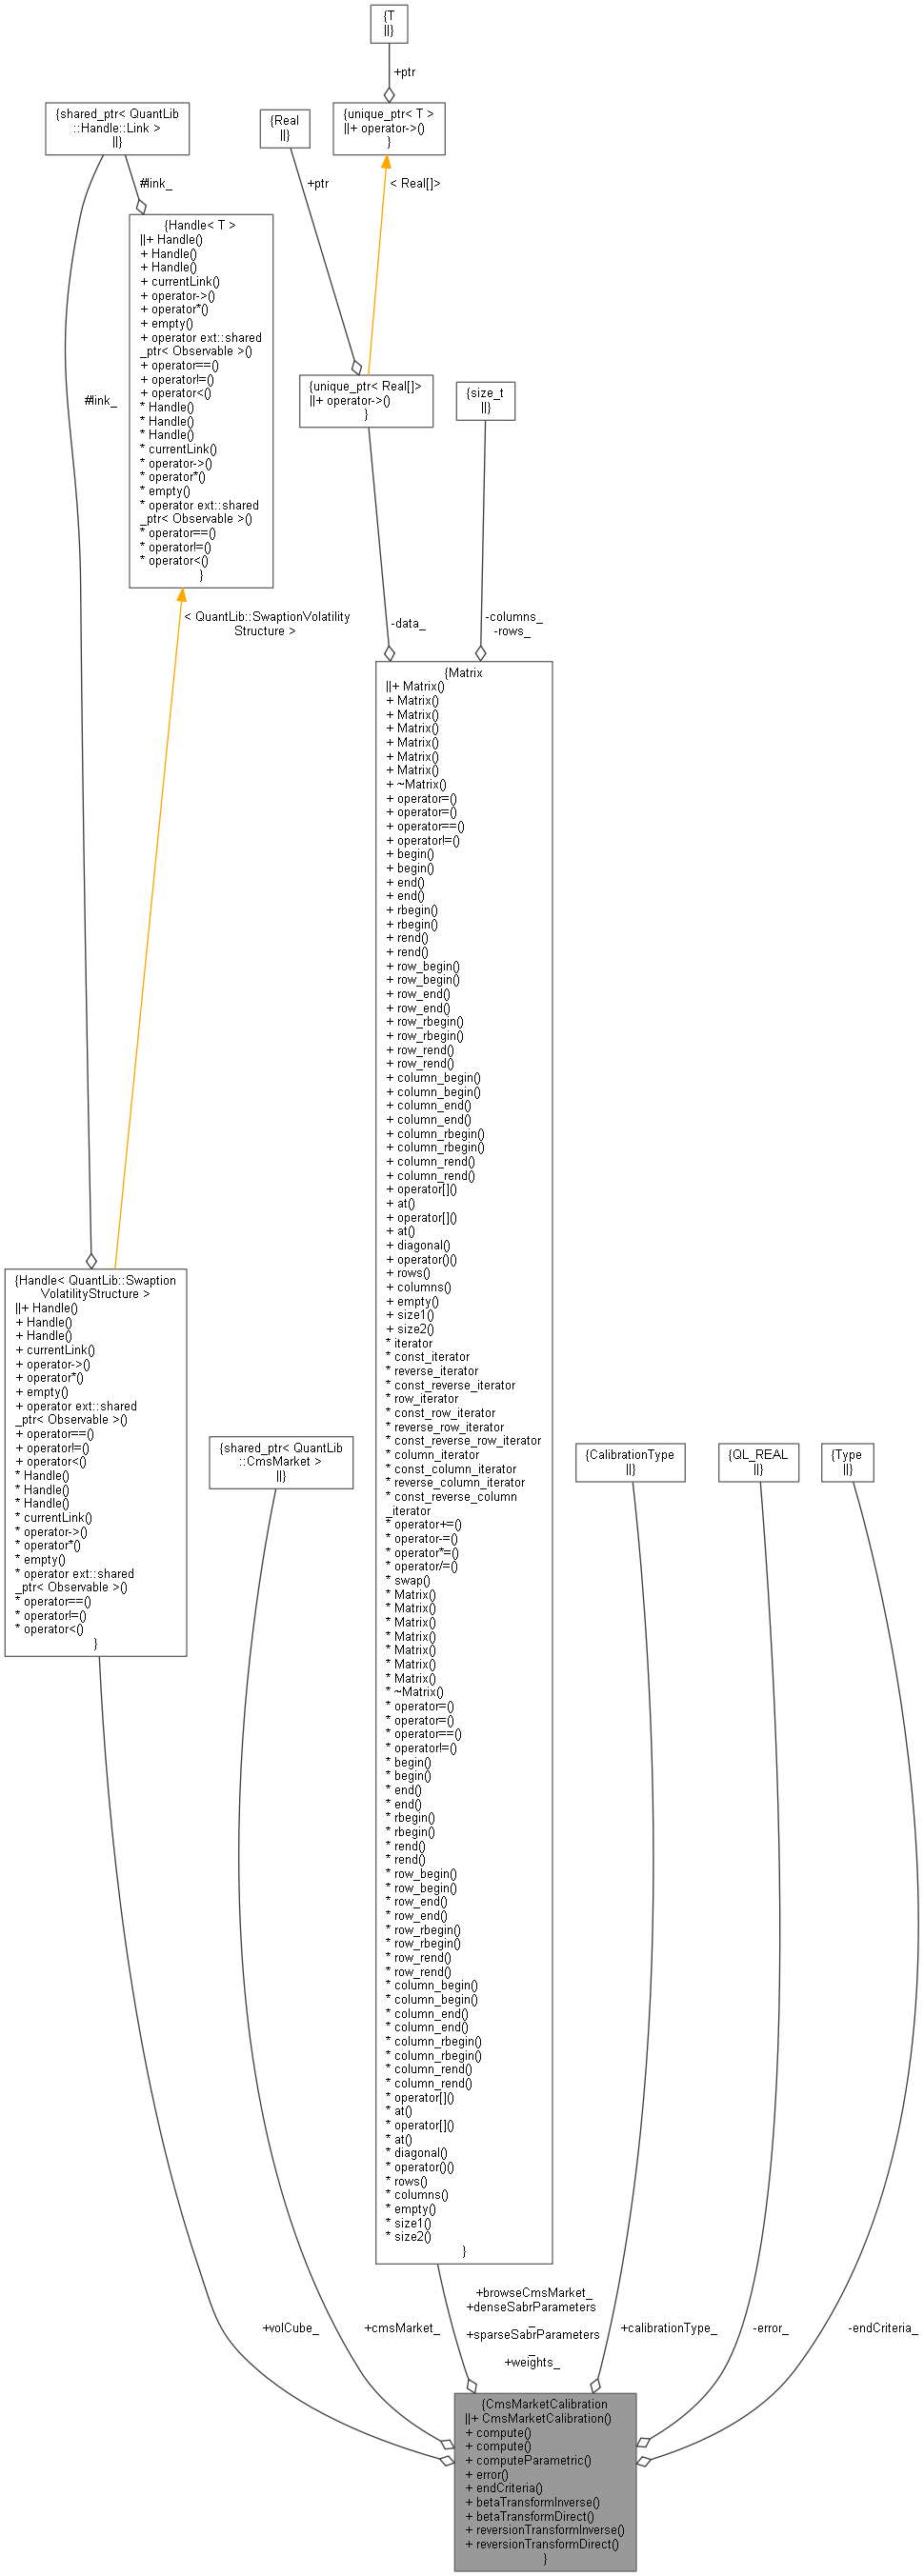 {T
||}
+ptr
{shared_ptr< QuantLib
::Handle::Link >
||}
{Real
||}
{unique_ptr< T >
||+ operator->()
}
#link_
+ptr
< Real[]>
{Handle< T >
||+ Handle()
+ Handle()
+ Handle()
+ currentLink()
+ operator->()
+ operator*()
+ empty()
+ operator ext::shared
_ptr< Observable >()
+ operator==()
+ operator!=()
+ operator<()
* Handle()
* Handle()
* Handle()
* currentLink()
* operator->()
* operator*()
* empty()
* operator ext::shared
_ptr< Observable >()
* operator==()
* operator!=()
* operator<()
}
#link_
{unique_ptr< Real[]>
||+ operator->()
}
{size_t
||}
< QuantLib::SwaptionVolatility
Structure >
-data_
-columns_
-rows_
{Matrix
||+ Matrix()
+ Matrix()
+ Matrix()
+ Matrix()
+ Matrix()
+ Matrix()
+ Matrix()
+ ~Matrix()
+ operator=()
+ operator=()
+ operator==()
+ operator!=()
+ begin()
+ begin()
+ end()
+ end()
+ rbegin()
+ rbegin()
+ rend()
+ rend()
+ row_begin()
+ row_begin()
+ row_end()
+ row_end()
+ row_rbegin()
+ row_rbegin()
+ row_rend()
+ row_rend()
+ column_begin()
+ column_begin()
+ column_end()
+ column_end()
+ column_rbegin()
+ column_rbegin()
+ column_rend()
+ column_rend()
+ operator[]()
+ at()
+ operator[]()
+ at()
+ diagonal()
+ operator()()
+ rows()
+ columns()
+ empty()
+ size1()
+ size2()
* iterator
* const_iterator
* reverse_iterator
* const_reverse_iterator
* row_iterator
* const_row_iterator
* reverse_row_iterator
* const_reverse_row_iterator
* column_iterator
* const_column_iterator
* reverse_column_iterator
* const_reverse_column
_iterator
* operator+=()
* operator-=()
* operator*=()
* operator/=()
* swap()
* Matrix()
* Matrix()
* Matrix()
* Matrix()
* Matrix()
* Matrix()
* Matrix()
* ~Matrix()
* operator=()
* operator=()
* operator==()
* operator!=()
* begin()
* begin()
* end()
* end()
* rbegin()
* rbegin()
* rend()
* rend()
* row_begin()
* row_begin()
* row_end()
* row_end()
* row_rbegin()
* row_rbegin()
* row_rend()
* row_rend()
* column_begin()
* column_begin()
* column_end()
* column_end()
* column_rbegin()
* column_rbegin()
* column_rend()
* column_rend()
* operator[]()
* at()
* operator[]()
* at()
* diagonal()
* operator()()
* rows()
* columns()
* empty()
* size1()
* size2()
}
{Handle< QuantLib::Swaption
VolatilityStructure >
||+ Handle()
+ Handle()
+ Handle()
+ currentLink()
+ operator->()
+ operator*()
+ empty()
+ operator ext::shared
_ptr< Observable >()
+ operator==()
+ operator!=()
+ operator<()
* Handle()
* Handle()
* Handle()
* currentLink()
* operator->()
* operator*()
* empty()
* operator ext::shared
_ptr< Observable >()
* operator==()
* operator!=()
* operator<()
}
{shared_ptr< QuantLib
::CmsMarket >
||}
{CalibrationType
||}
{QL_REAL
||}
{Type
||}
+volCube_
+cmsMarket_
+browseCmsMarket_
+denseSabrParameters
_
+sparseSabrParameters
_
+weights_
+calibrationType_
-error_
-endCriteria_
{CmsMarketCalibration
||+ CmsMarketCalibration()
+ compute()
+ compute()
+ computeParametric()
+ error()
+ endCriteria()
+ betaTransformInverse()
+ betaTransformDirect()
+ reversionTransformInverse()
+ reversionTransformDirect()
}